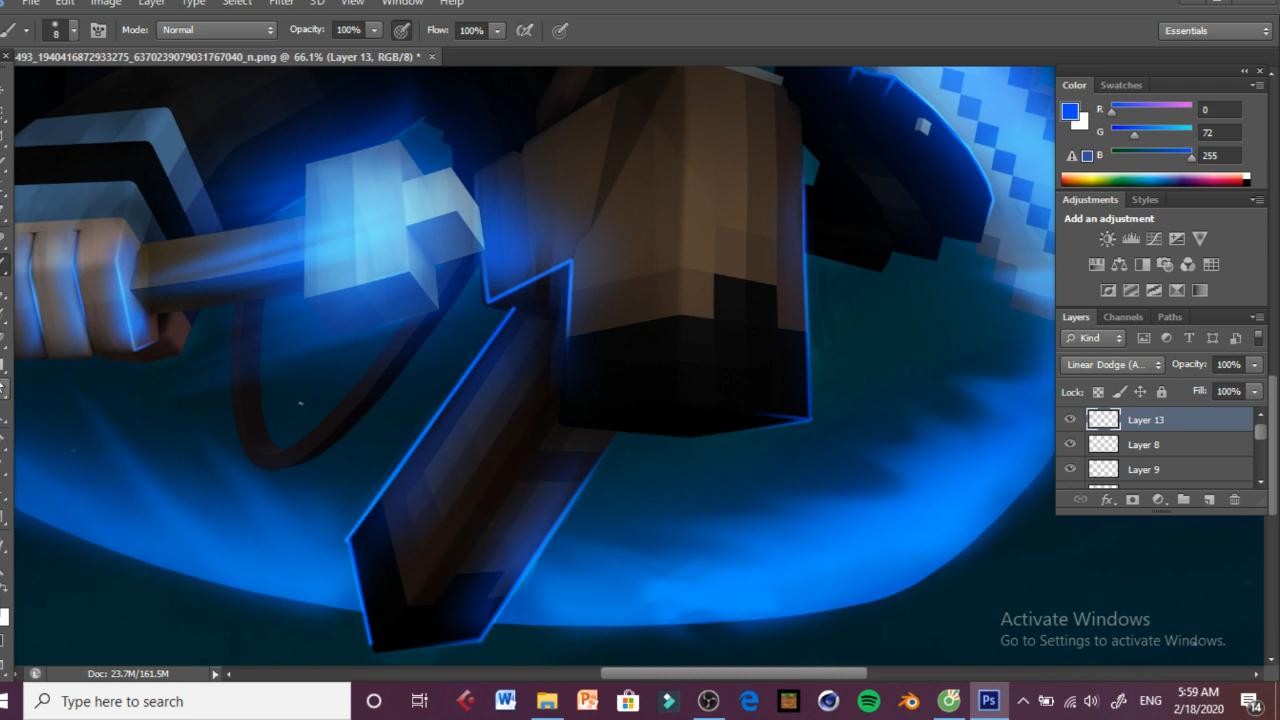 File Edit Image Layer Type Select Filter 3D View Window Help
8 Mode: Normal Opacity: 100% Flow: 100% Essentials
493_1940416872933275_6370239079031767040_n.png @ 66.1% (Layer 13, RGB/8) * ×
Color Swatches
R 0
G 72
B 255
Adjustments Styles
Add an adjustment
Layers Channels Paths
Kind
Linear Dodge (A... Opacity: 100%
Lock: Fill: 100%
Layer 13
Layer 8
Layer 9
fx
Activate Windows
Go to Settings to activate Windows.
Doc: 23.7M/161.5M
Type here to search
Ps
ENG
5:59 AM
2/18/2020
14